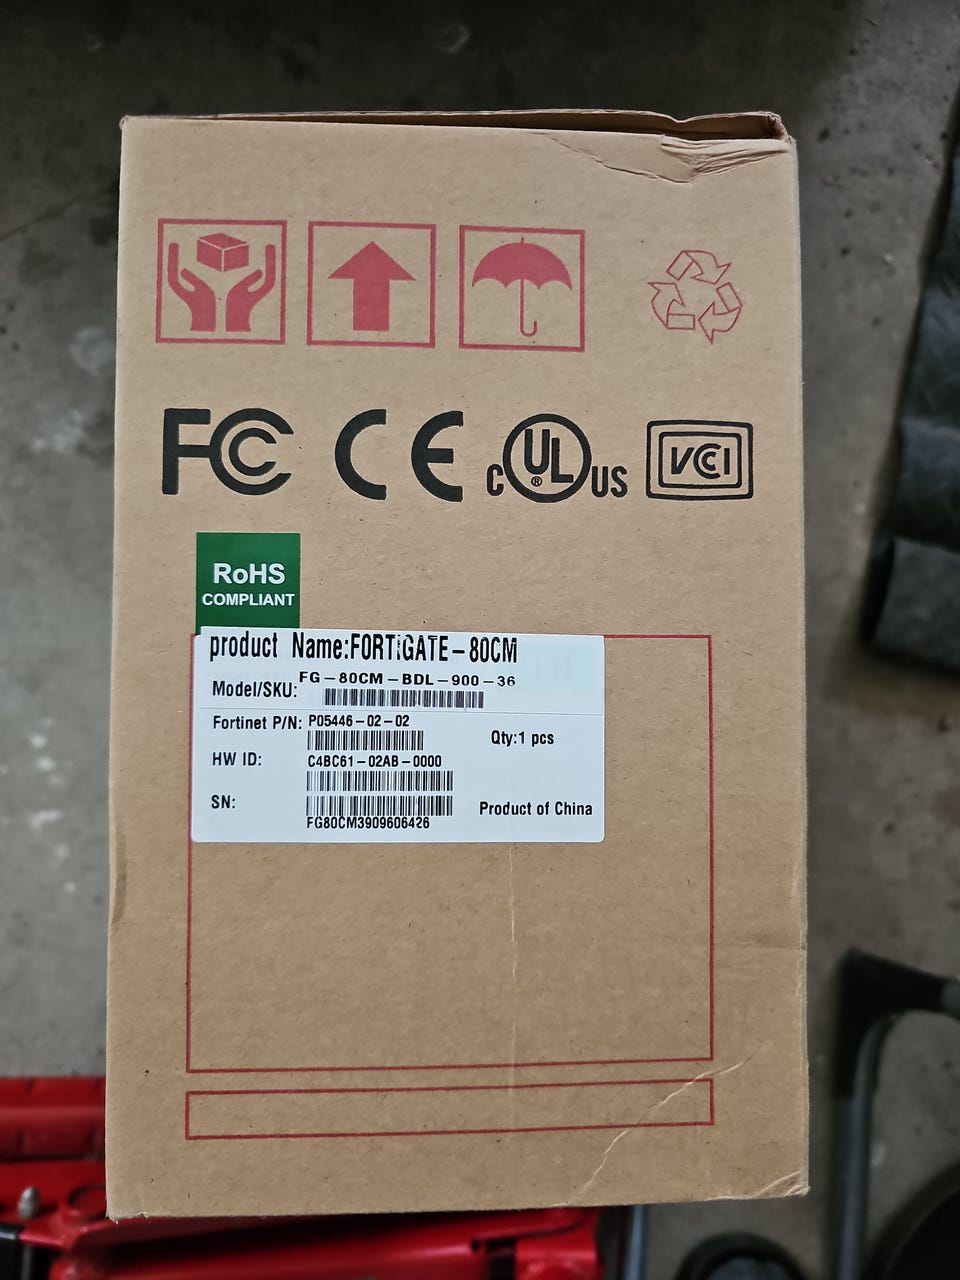 FC CE
C UL ® US VCCI
RoHS
COMPLIANT
product Name:FORTIGATE-80CM
Model/SKU: FG-80CM-BDL-900-36
Fortinet P/N: P05446-02-02
Qty:1 pcs
HW ID: C4BC61-02AB-0000
SN:
Product of China
FG80CM3909606426